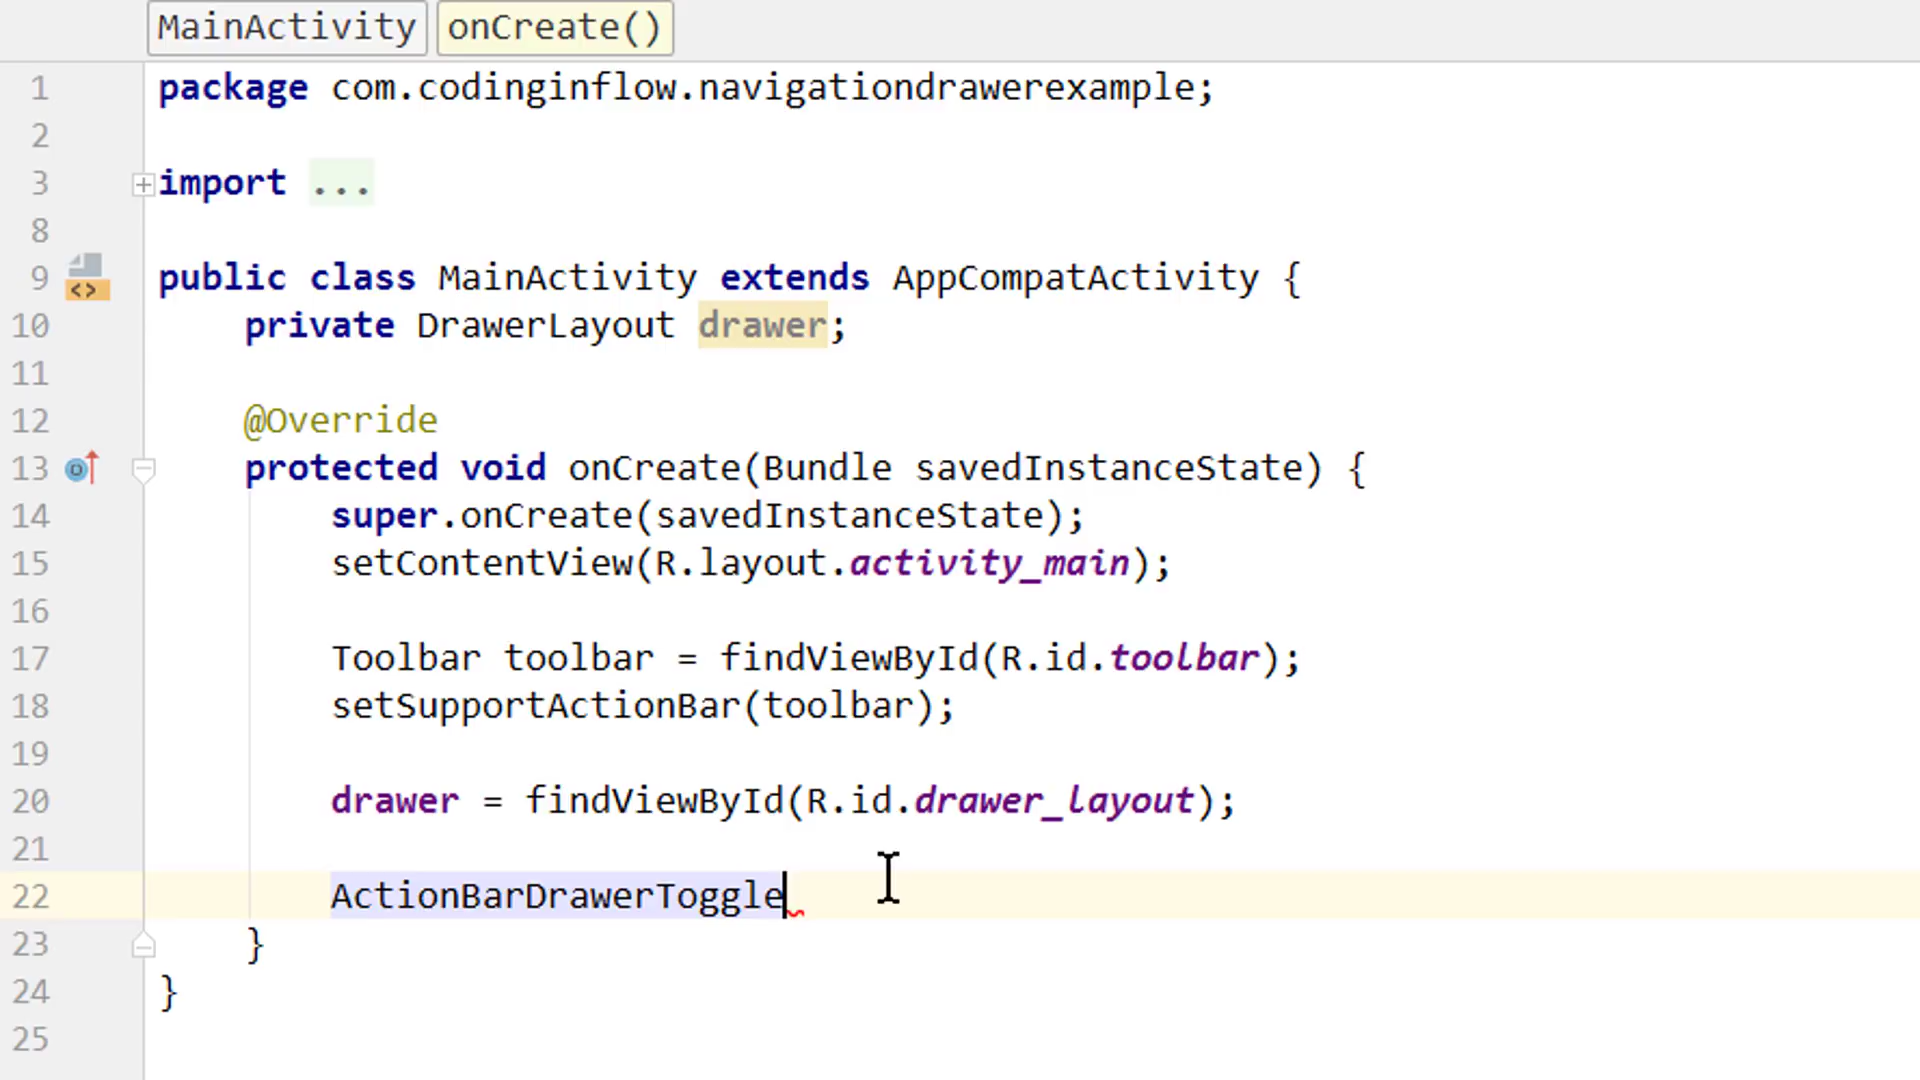 MainActivity onCreate()
1 package com.codinginflow.navigationdrawerexample;
2
3 import ...
8
9 public class MainActivity extends AppCompatActivity {
10 private DrawerLayout drawer;
11
12 @Override
13 protected void onCreate(Bundle savedInstanceState) {
14 super.onCreate(savedInstanceState);
15 setContentView(R.layout.activity_main);
16
17 Toolbar toolbar = findViewById(R.id.toolbar);
18 setSupportActionBar(toolbar);
19
20 drawer = findViewById(R.id.drawer_layout);
21
22 ActionBarDrawerToggle
23 }
24 }
25